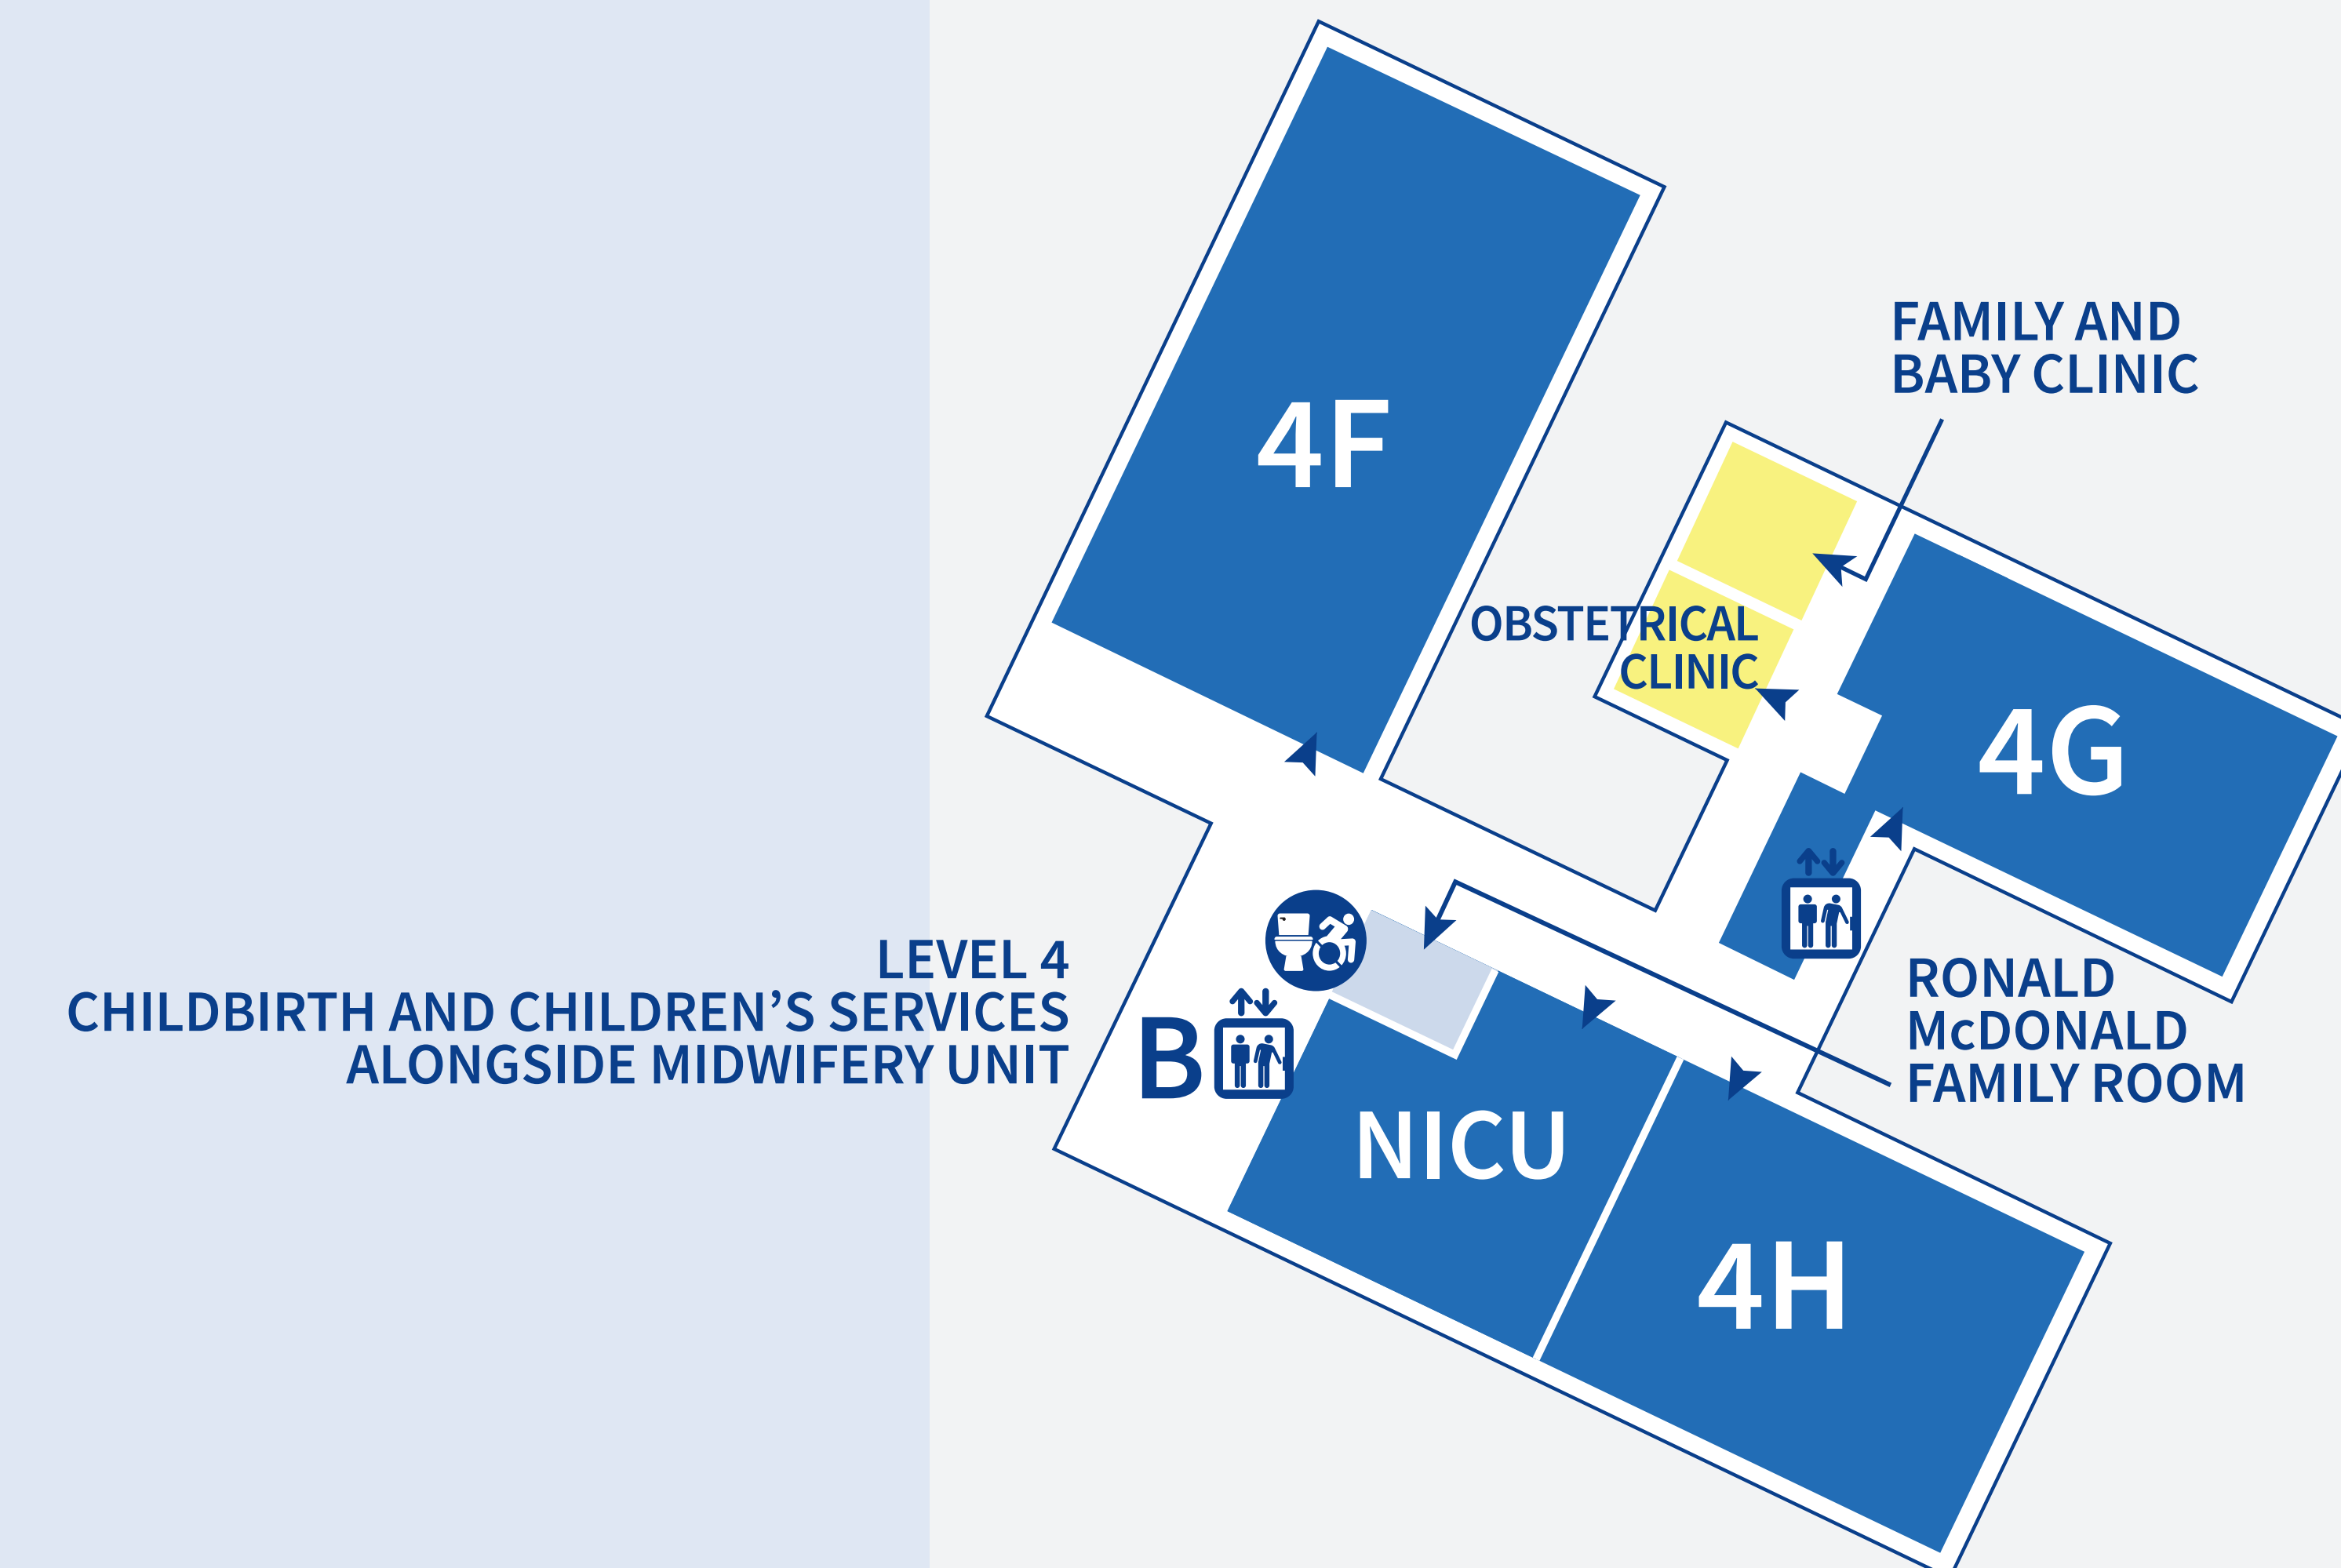 4F
FAMILY AND
BABY CLINIC
OBSTETRICAL
CLINIC
4G
LEVEL 4
CHILDBIRTH AND CHILDREN’S SERVICES
ALONGSIDE MIDWIFERY UNIT
B
RONALD
McDONALD
FAMILY ROOM
NICU
4H